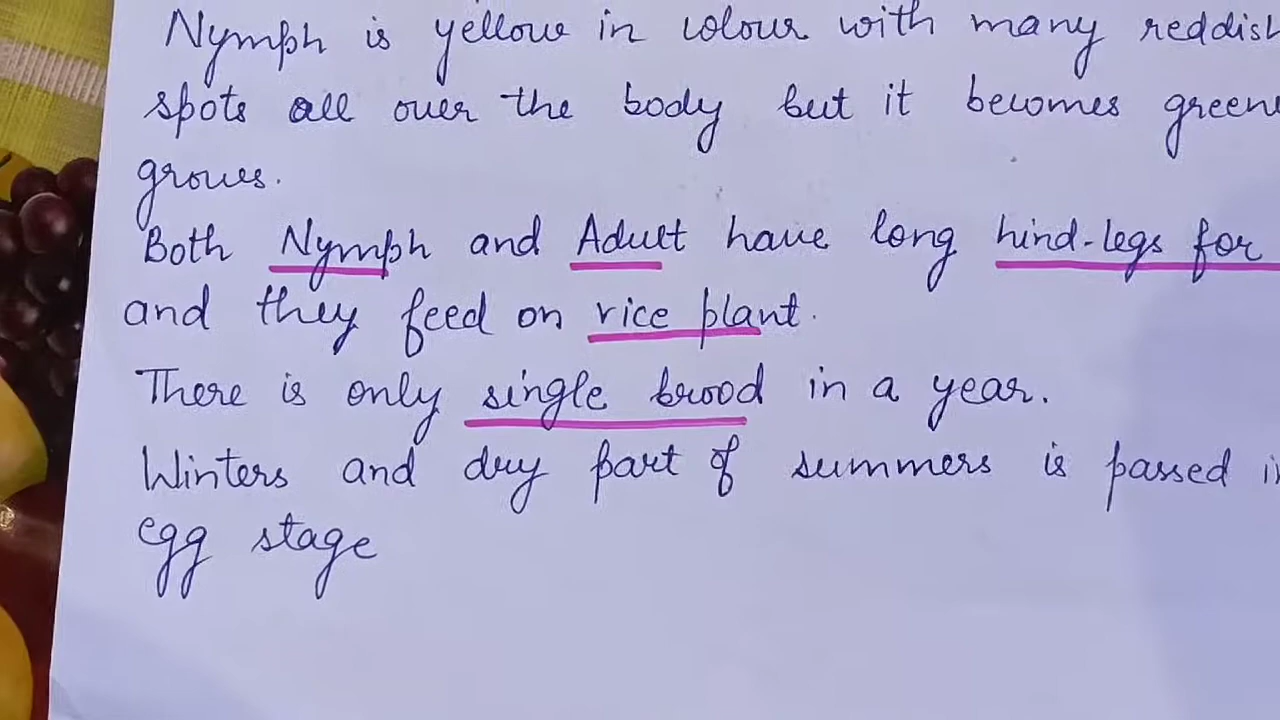 Nymph is yellow in colour with many reddish
spots all over the body but it becomes green
grows.
Both Nymph and Adult have long hind-legs for
and they feed on rice plant.
There is only single brood in a year.
Winters and dry part of summers is passed in
egg stage